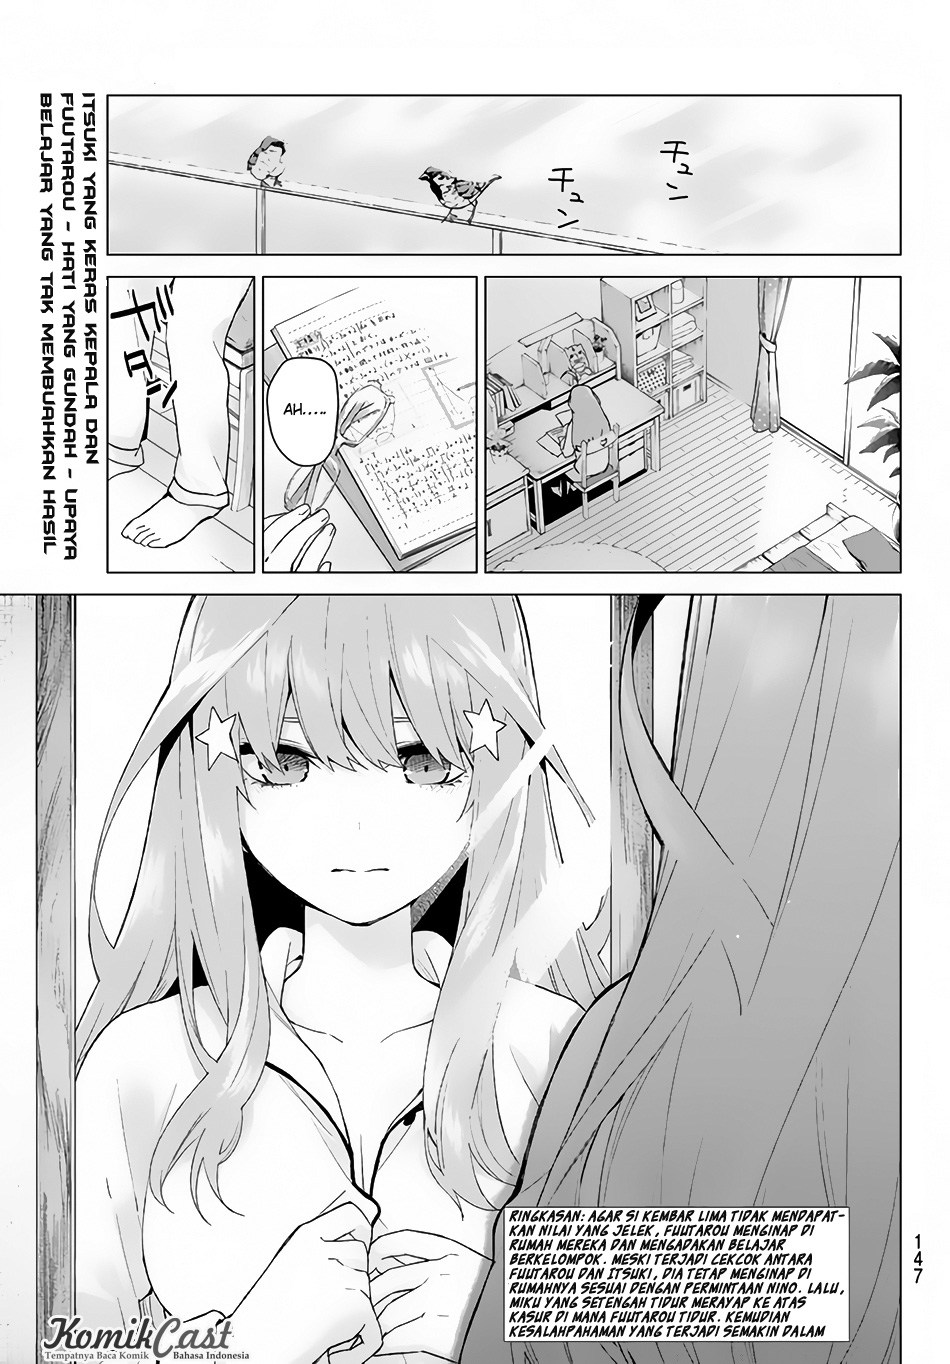 ITSUKI YANG KERAS KEPALA DAN
FUUTAROU - HATI YANG GUNDAH - UPAYA
BELAJAR YANG TAK MEMBUAHKAN HASIL
チュン
チュン
AH.....
RINGKASAN: AGAR SI KEMBAR LIMA TIDAK MENDAPAT-
KAN NILAI YANG JELEK, FUUTAROU MENGINAP DI
RUMAH MEREKA DAN MENGADAKAN BELAJAR
BERKELOMPOK. MESKI TERJADI CEKCOK ANTARA
FUUTAROU DAN ITSUKI, DIA TETAP MENGINAP DI
RUMAHNYA SESUAI DENGAN PERMINTAAN NINO. LALU,
MIKU YANG SETENGAH TIDUR MERAYAP KE ATAS
KASUR DI MANA FUUTAROU TIDUR. KEMUDIAN
KESALAHPAHAMAN YANG TERJADI SEMAKIN DALAM
147
KomikCast
Tempatnya Baca Komik Bahasa Indonesia